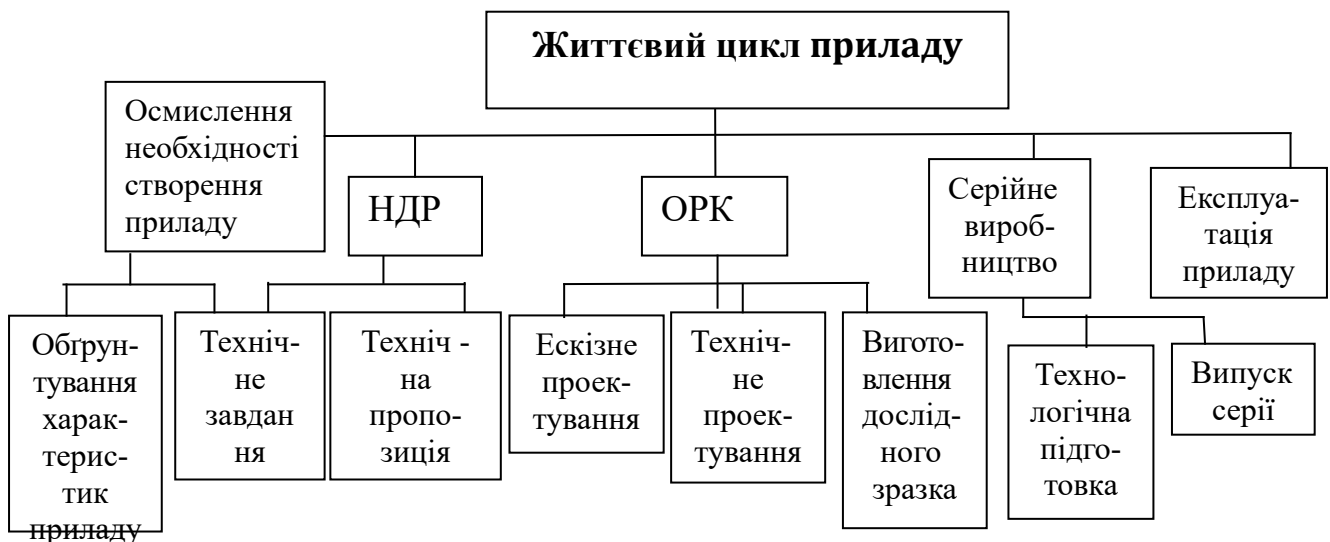 Життєвий цикл приладу
Осмислення
необхідності
створення
приладу
НДР
ОРК
Серійне
вироб-
ництво
Експлуа-
тація
приладу
Обґрун-
тування
харак-
терис-
тик
приладу
Техніч-
не
завдан
ня
Техніч -
на
пропо-
зиція
Ескізне
проек-
тування
Техніч-
не
проек-
тування
Вигото-
влення
дослід-
ного
зразка
Техно-
логічна
підго-
товка
Випуск
серії